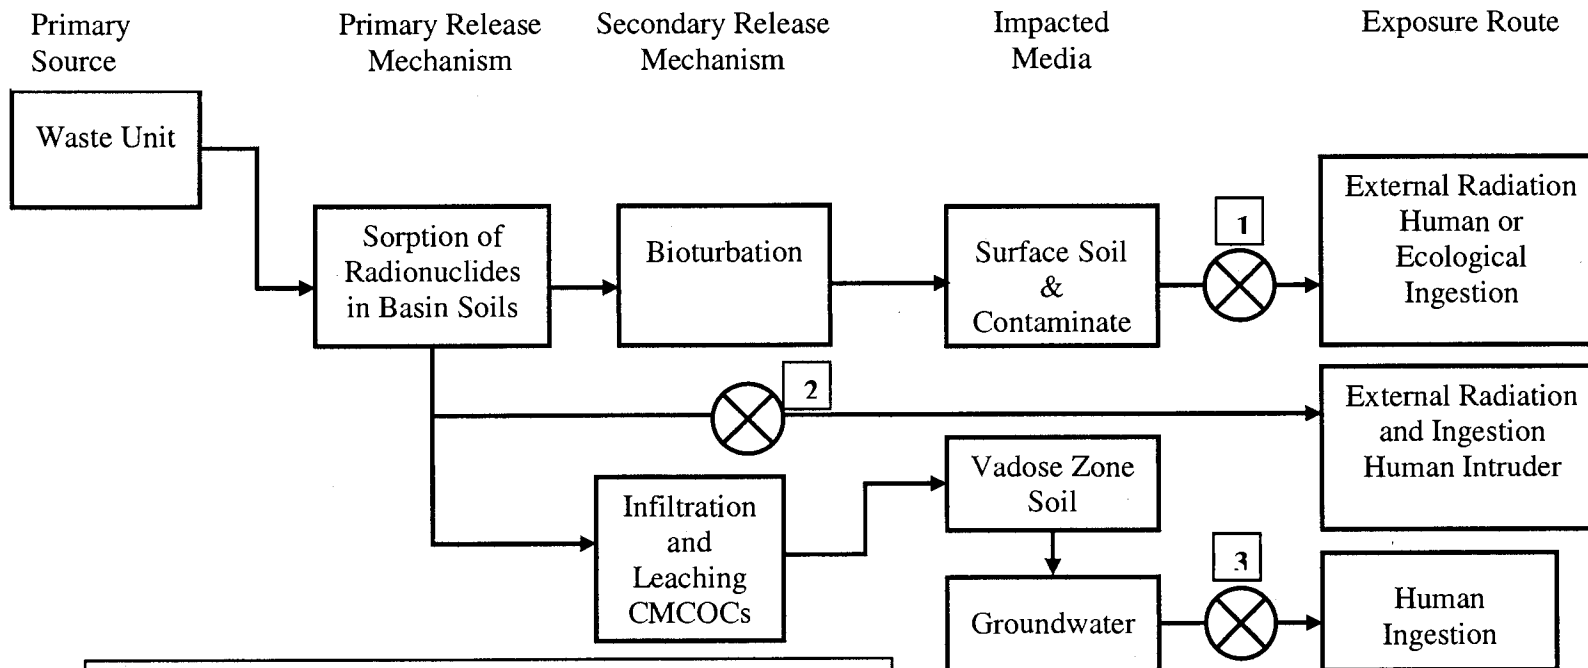 Primary
Source
Primary Release
Mechanism
Secondary Release
Mechanism
Impacted
Media
Exposure Route
Waste Unit
Sorption of
Radionuclides
in Basin Soils
Bioturbation
Surface Soil
&
Contaminate
1
External Radiation
Human or
Ecological
Ingestion
2
External Radiation
and Ingestion
Human Intruder
Infiltration
and
Leaching
CMCOCs
Vadose Zone
Soil
Groundwater
3
Human
Ingestion